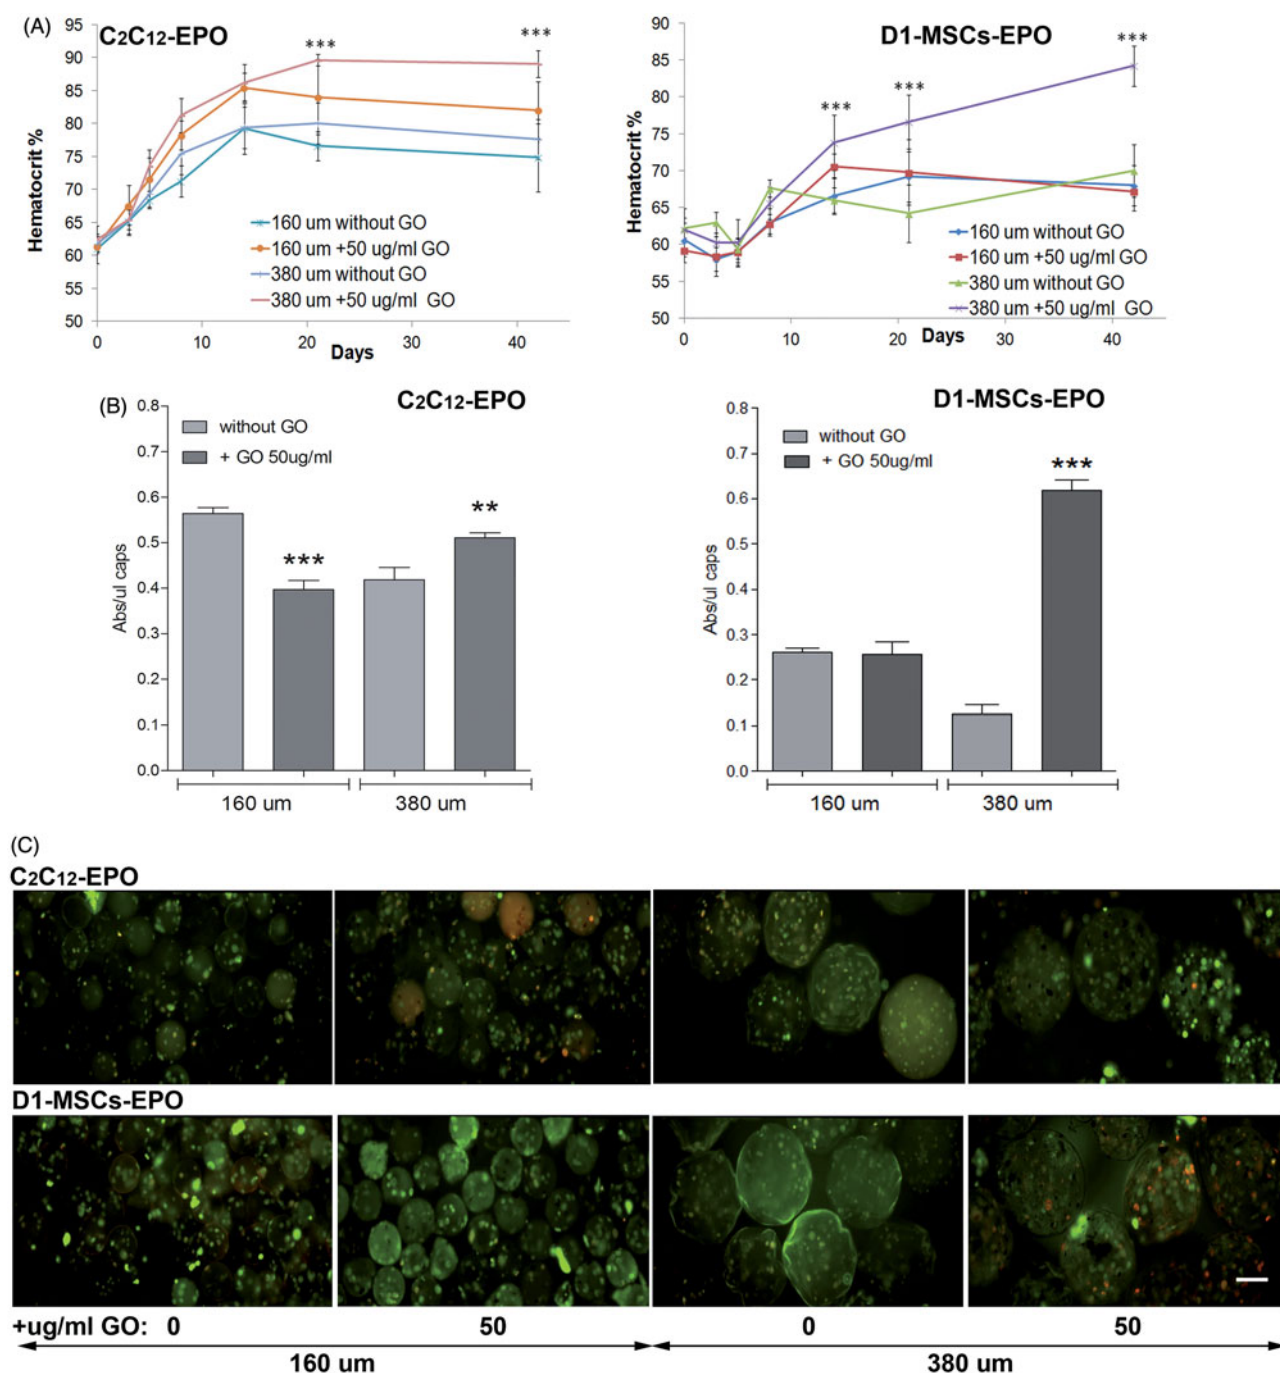 (A)
C2C12-EPO
95
90
85
80
75
70
65
60
55
50
Hematocrit %
***
***
160 um without GO
160 um +50 ug/ml GO
380 um without GO
380 um +50 ug/ml GO
0
10
20
30
40
Days
D1-MSCs-EPO
90
85
80
75
70
65
60
55
50
Hematocrit %
***
***
***
160 um without GO
160 um +50 ug/ml GO
380 um without GO
380 um +50 ug/ml GO
0
10
20
30
40
Days
(B)
C2C12-EPO
0.8
0.7
0.6
0.5
0.4
0.3
0.2
0.1
0.0
Abs/ul caps
without GO
+ GO 50ug/ml
***
**
160 um
380 um
D1-MSCs-EPO
0.8
0.7
0.6
0.5
0.4
0.3
0.2
0.1
0.0
Abs/ul caps
without GO
+ GO 50ug/ml
***
160 um
380 um
(C)
C2C12-EPO
D1-MSCs-EPO
+ug/ml GO: 0 50 0 50
160 um 380 um